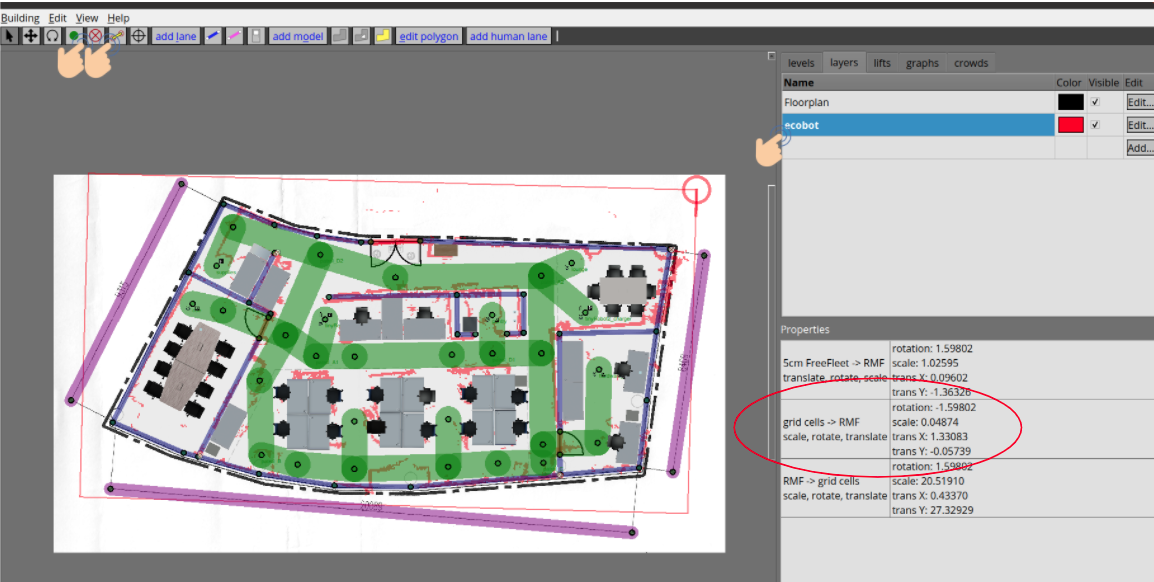 Building Edit View Help
add lane
add model
edit polygon
add human lane
levels layers lifts graphs crowds
Name Color Visible Edit
Floorplan Edit...
ecobot Edit...
Add...
Properties
rotation: 1.59802
5cm FreeFleet -> RMF scale: 1.02595
translate, rotate, scale trans X: 0.09602
trans Y: -1.36326
rotation: -1.59802
grid cells -> RMF scale: 0.04874
scale, rotate, translate trans X: 1.33083
trans Y: -0.05739
rotation: 1.59802
RMF -> grid cells scale: 20.51910
scale, rotate, translate trans X: 0.43370
trans Y: 27.32929